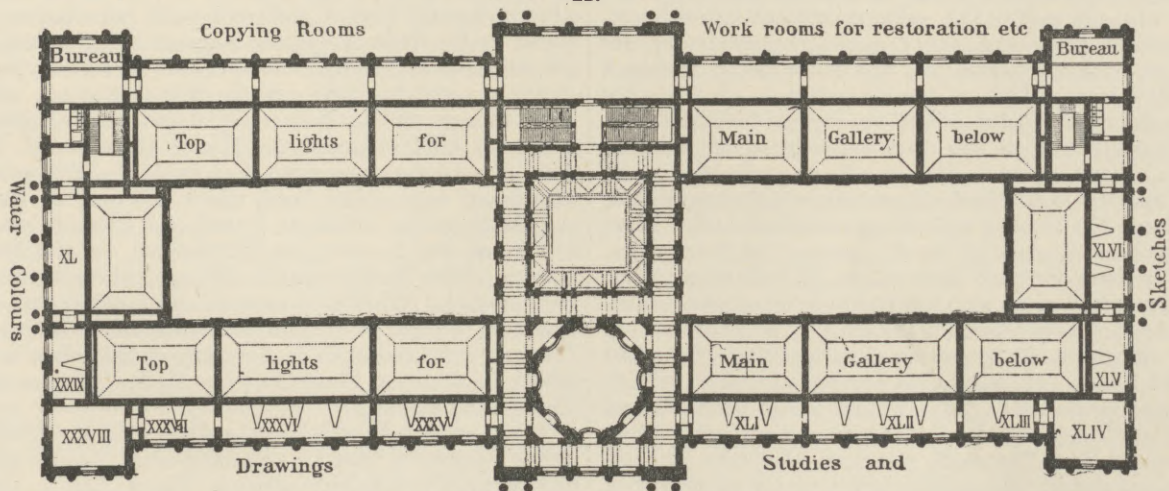 Copying Rooms
Work rooms for restoration etc
Bureau
Bureau
Top lights for
Main Gallery below
Water Colours
XL
XLVI
Sketches
Top lights for
Main Gallery below
XXXIX
XLV
XXXVIII
XXXVII
XXXVI
XXXV
XLI
XLII
XLIII
XLIV
Drawings
Studies and